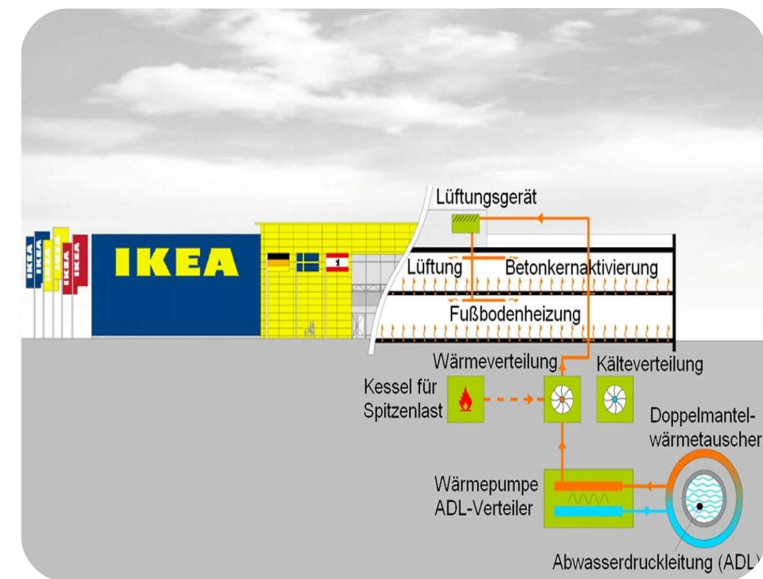 IKEA
IKEA
IKEA
IKEA
IKEA
IKEA
Lüftungsgerät
Lüftung
Betonkernaktivierung
Fußbodenheizung
Wärmeverteilung
Kälteverteilung
Kessel für
Spitzenlast
Doppelmantel-
wärmetauscher
Wärmepumpe
ADL-Verteiler
Abwasserdruckleitung (ADL)